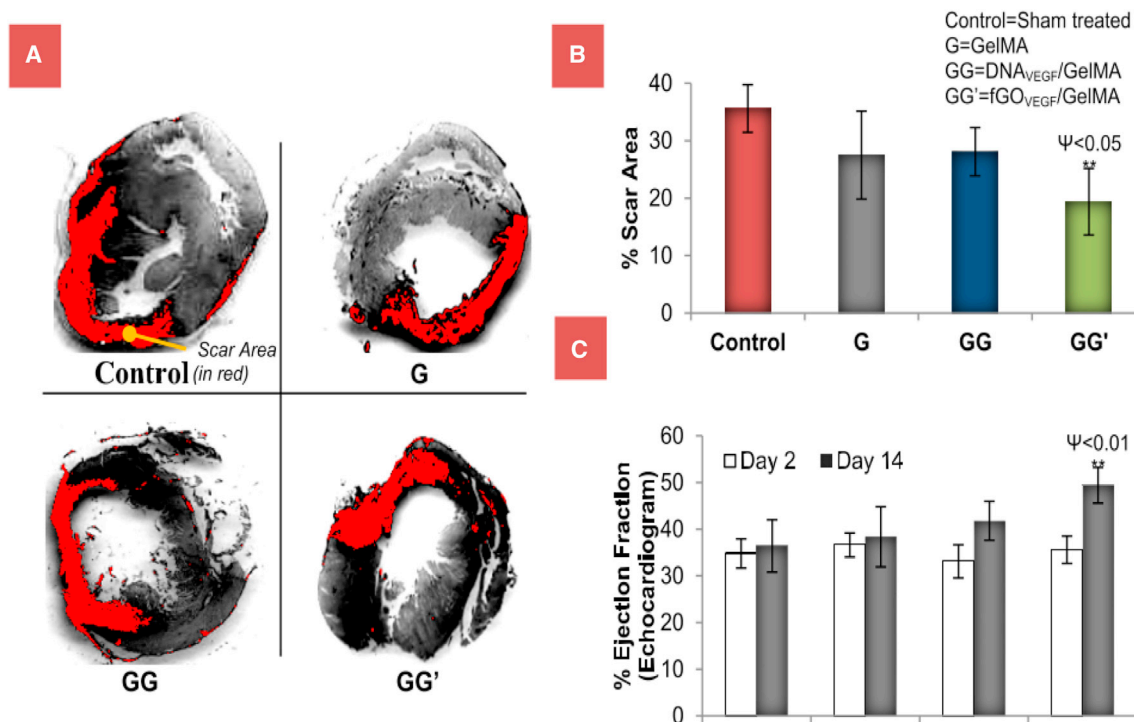 A
Scar Area
Control (in red)
G
GG
GG'
B
Control=Sham treated
G=GelMA
GG=DNAVEGF/GelMA
GG'=fGOVEGF/GelMA
Ψ<0.05
**
% Scar Area
40
30
20
10
0
Control G GG GG'
C
Ψ<0.01
**
Day 2 Day 14
% Ejection Fraction
(Echocardiogram)
60
50
40
30
20
10
0